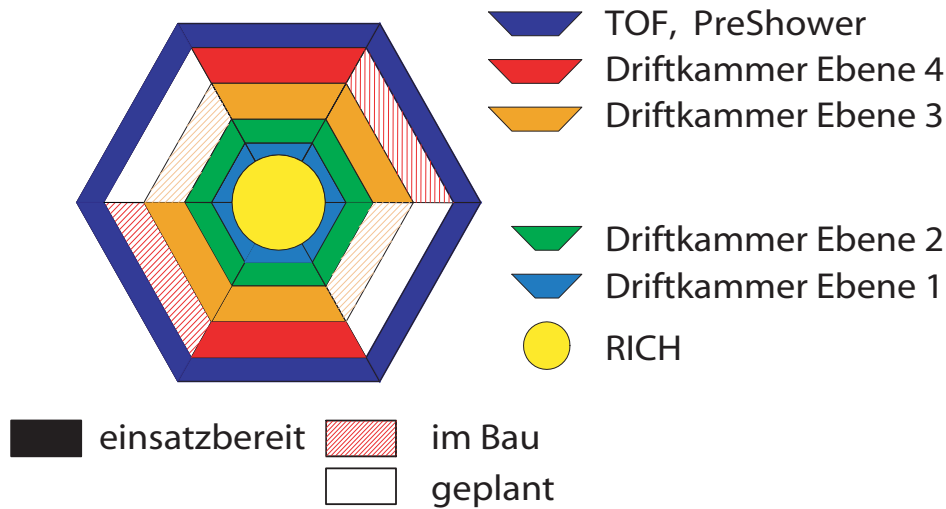 TOF, PreShower
Driftkammer Ebene 4
Driftkammer Ebene 3
Driftkammer Ebene 2
Driftkammer Ebene 1
RICH
einsatzbereit
im Bau
geplant